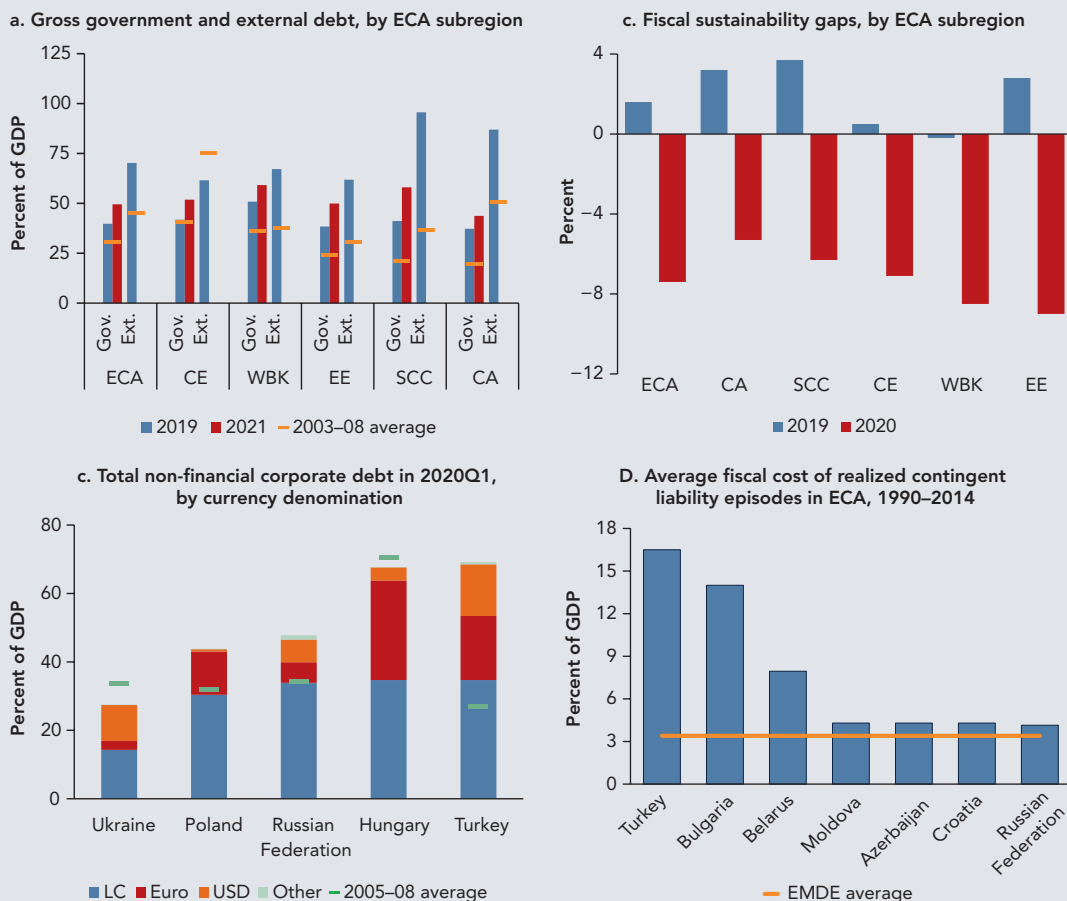 a. Gross government and external debt, by ECA subregion
Percent of GDP
125
100
75
50
25
0
Gov. Ext. Gov. Ext. Gov. Ext. Gov. Ext. Gov. Ext. Gov. Ext.
ECA CE WBK EE SCC CA
2019 2021 2003–08 average
c. Fiscal sustainability gaps, by ECA subregion
Percent
4
0
−4
−8
−12
ECA CA SCC CE WBK EE
2019 2020
c. Total non-financial corporate debt in 2020Q1,
by currency denomination
Percent of GDP
80
60
40
20
0
Ukraine Poland Russian Hungary Turkey
Federation
LC Euro USD Other 2005–08 average
D. Average fiscal cost of realized contingent
liability episodes in ECA, 1990–2014
Percent of GDP
18
15
12
9
6
3
0
Turkey
Bulgaria
Belarus
Moldova
Azerbaijan
Croatia
Russian
Federation
EMDE average